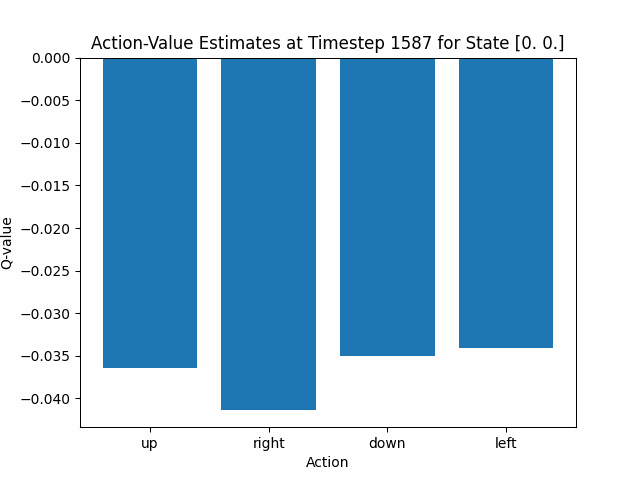 Action-Value Estimates at Timestep 1587 for State [0. 0.]
0.000
−0.005
−0.010
−0.015
−0.020
−0.025
−0.030
−0.035
−0.040
Q-value
up right down left
Action